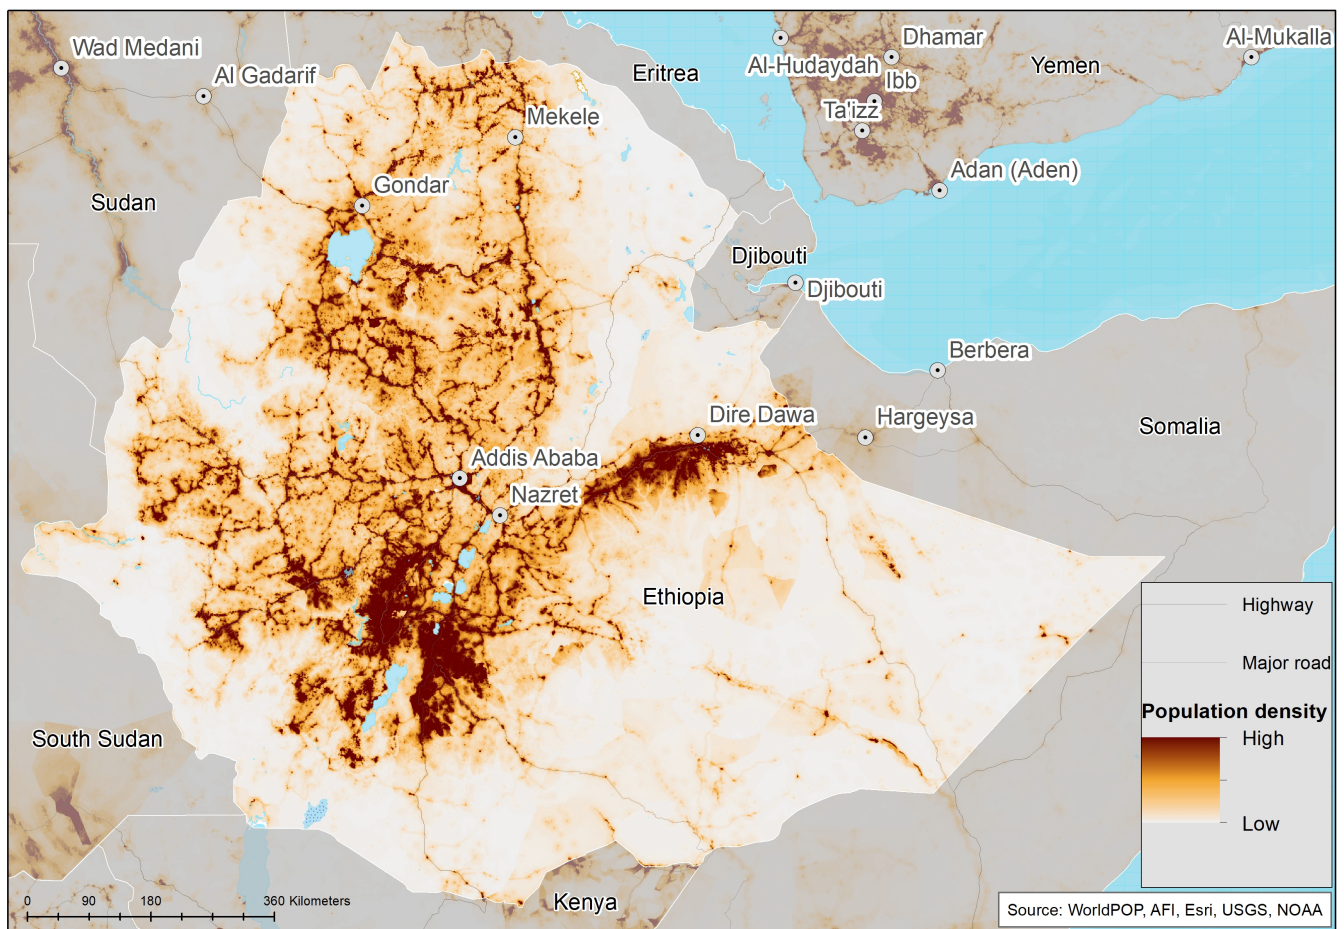 Wad Medani
Al Gadarif
Eritrea
Al-Hudaydah
Dhamar
Ibb
Ta'izz
Yemen
Al-Mukalla
Mekele
Gondar
Sudan
Adan (Aden)
Djibouti
Djibouti
Berbera
Dire Dawa
Hargeysa
Somalia
Addis Ababa
Nazret
Ethiopia
South Sudan
Kenya
Highway
Major road
Population density
High
Low
0 90 180 360 Kilometers
Source: WorldPOP, AFI, Esri, USGS, NOAA